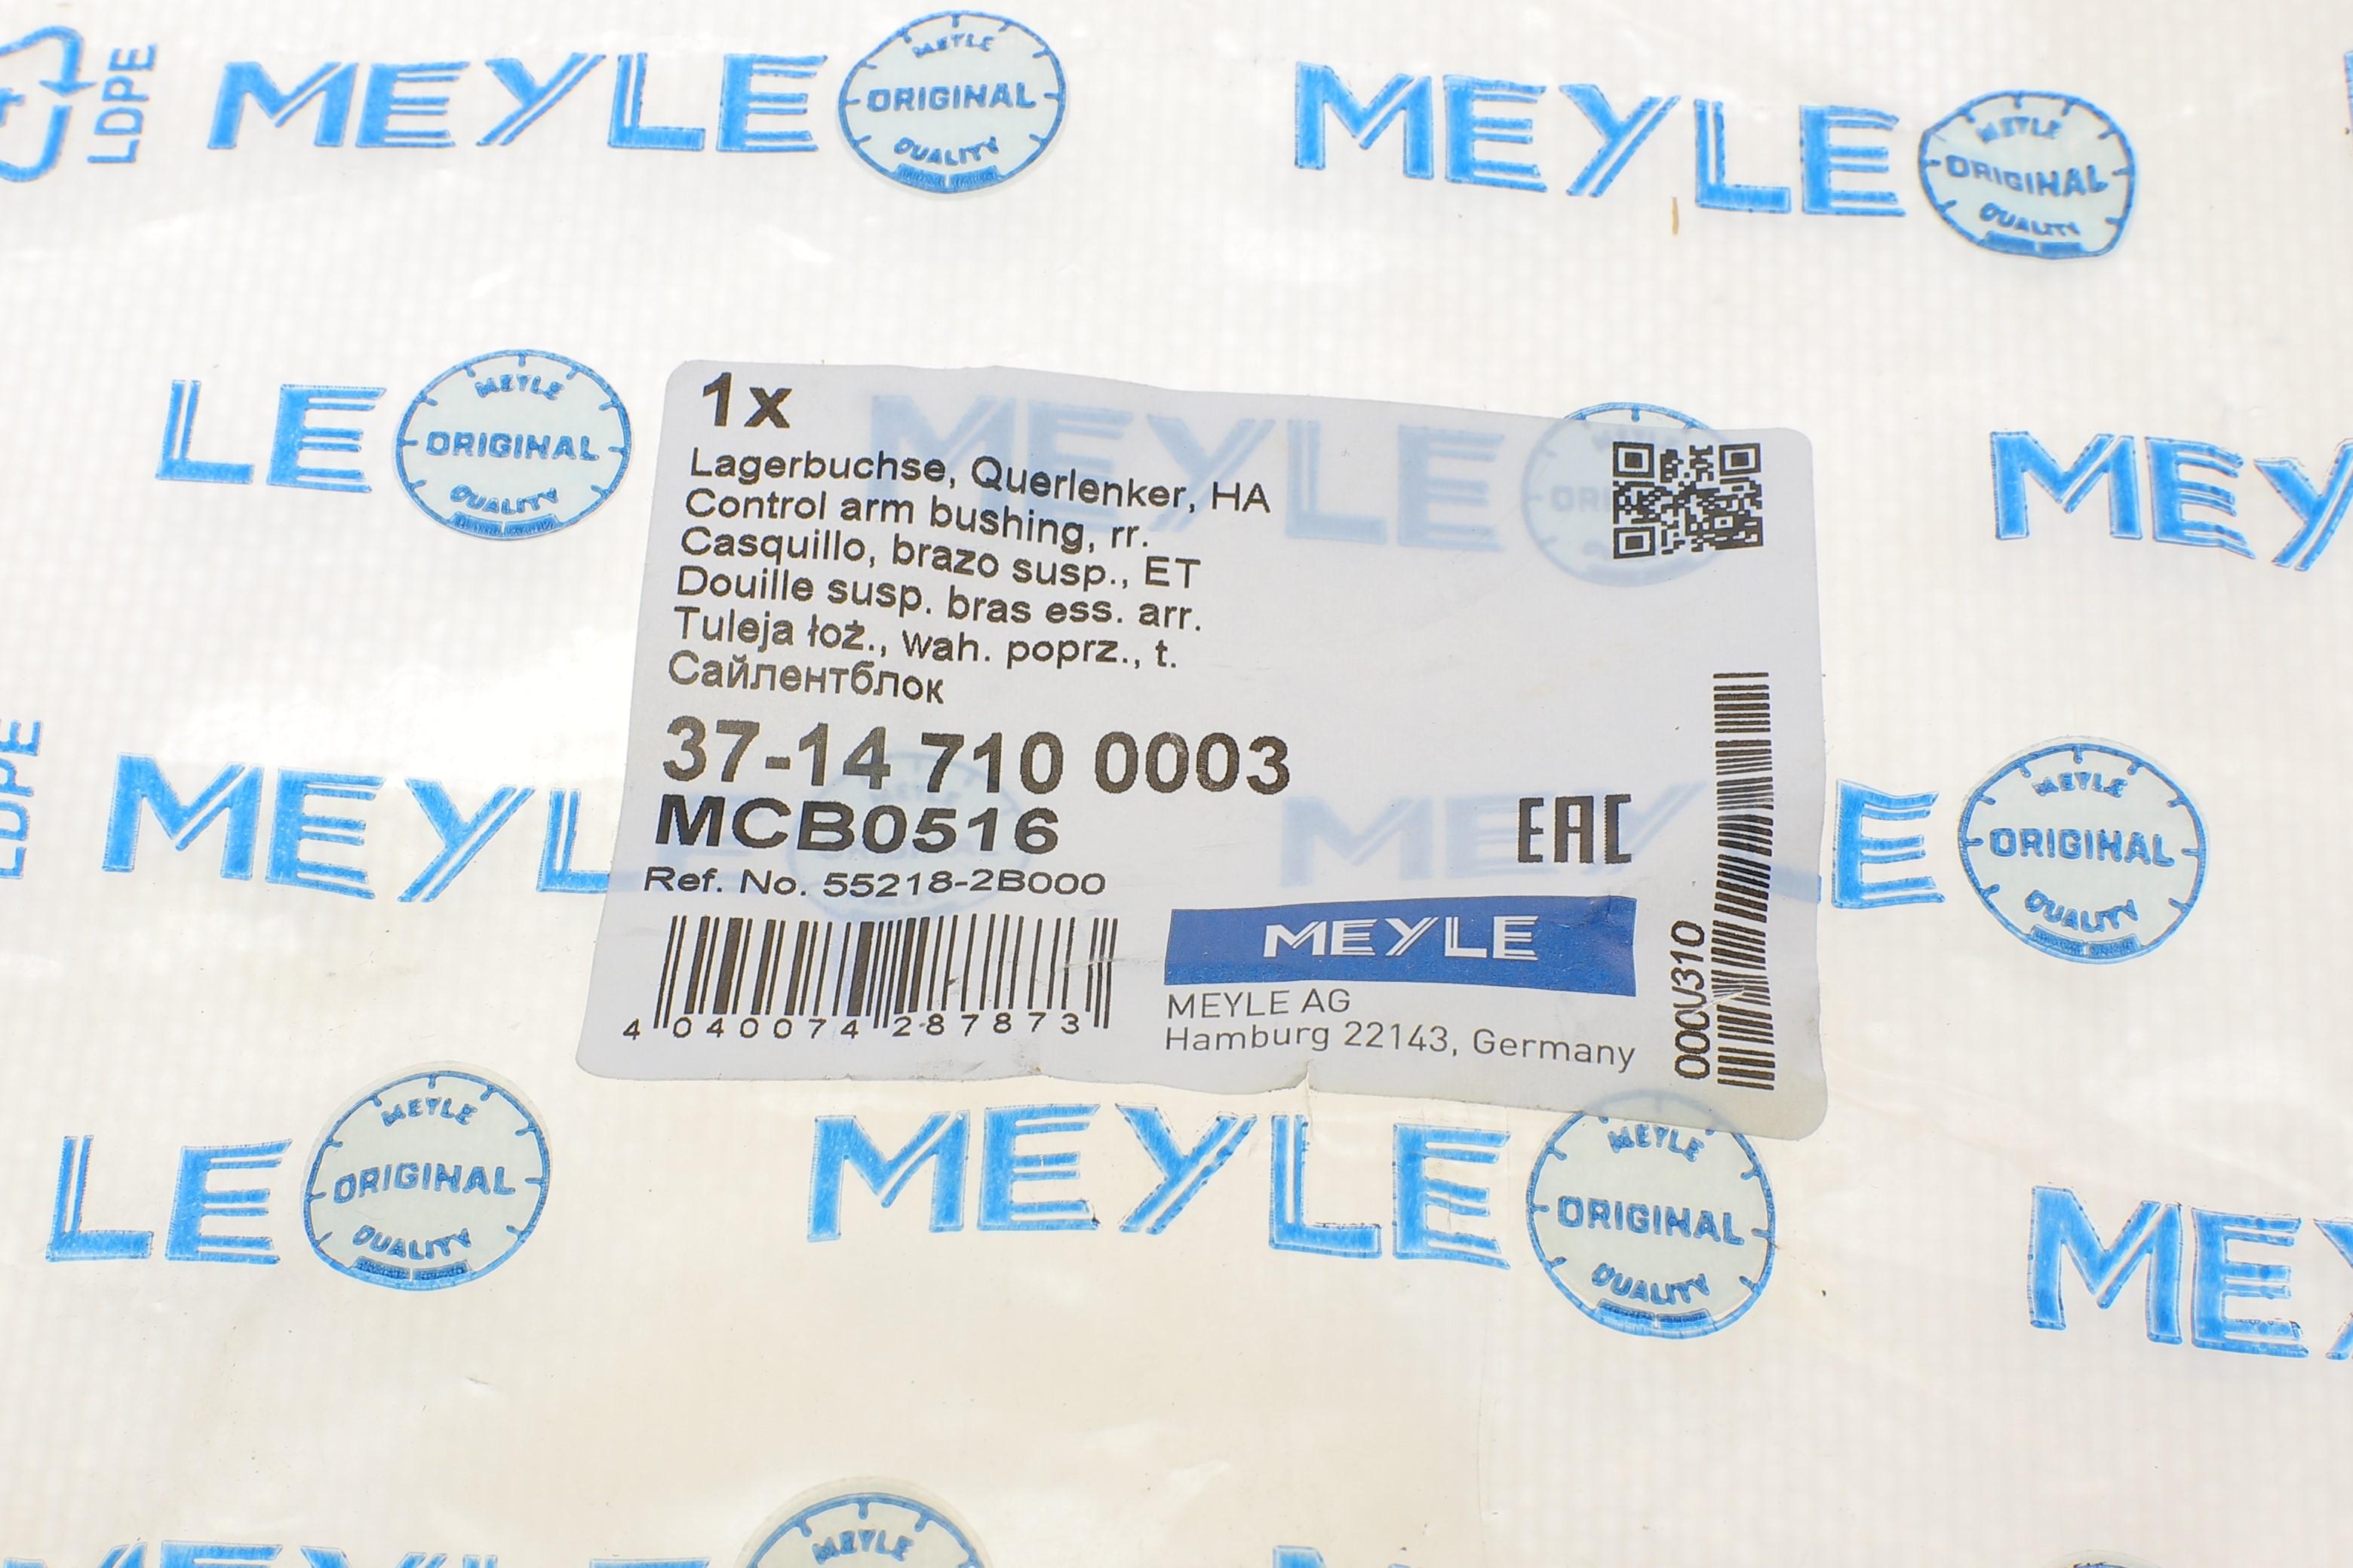 LDPE
MEYLE
MEYLE
ORIGINAL
QUALITY
MEYLE
MEYLE
ORIGINAL
QUALITY
LE
MEYLE
ORIGINAL
QUALITY
MEY
1x
Lagerbuchse, Querlenker, HA
Control arm bushing, rr.
Casquillo, brazo susp., ET
Douille susp. bras ess. arr.
Tuleja łoż., wah. poprz., t.
Сайлентблок
37-14 710 0003
MCB0516
Ref. No. 55218-2B000
4 040074 287873
EAC
MEYLE
MEYLE AG
Hamburg 22143, Germany
000U310
LDPE
MEYL
E
MEYLE
ORIGINAL
QUALITY
LE
MEYLE
ORIGINAL
QUALITY
MEYLE
MEYLE
ORIGINAL
QUALITY
MEY
MEYLE